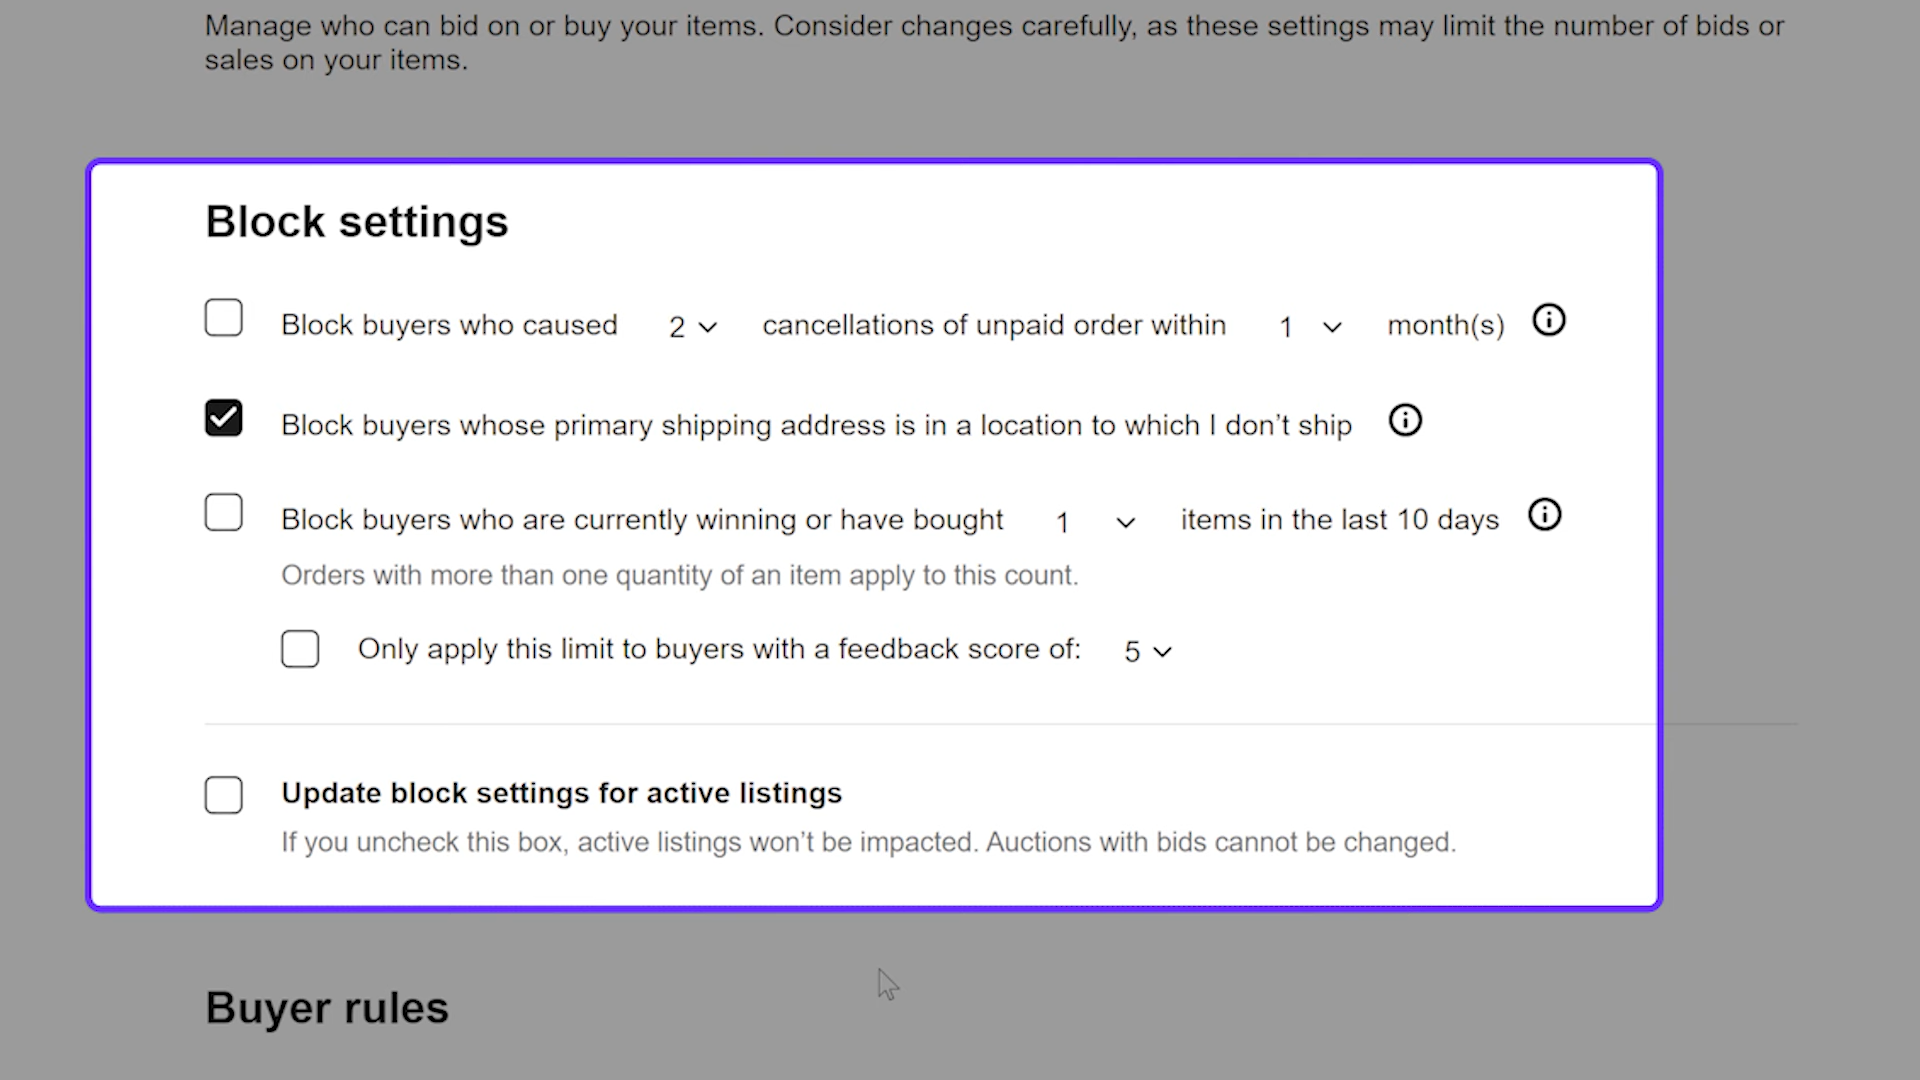 Manage who can bid on or buy your items. Consider changes carefully, as these settings may limit the number of bids or
sales on your items.
Block settings
Block buyers who caused 2 cancellations of unpaid order within 1 month(s)
Block buyers whose primary shipping address is in a location to which I don’t ship
Block buyers who are currently winning or have bought 1 items in the last 10 days
Orders with more than one quantity of an item apply to this count.
Only apply this limit to buyers with a feedback score of: 5
Update block settings for active listings
If you uncheck this box, active listings won’t be impacted. Auctions with bids cannot be changed.
Buyer rules